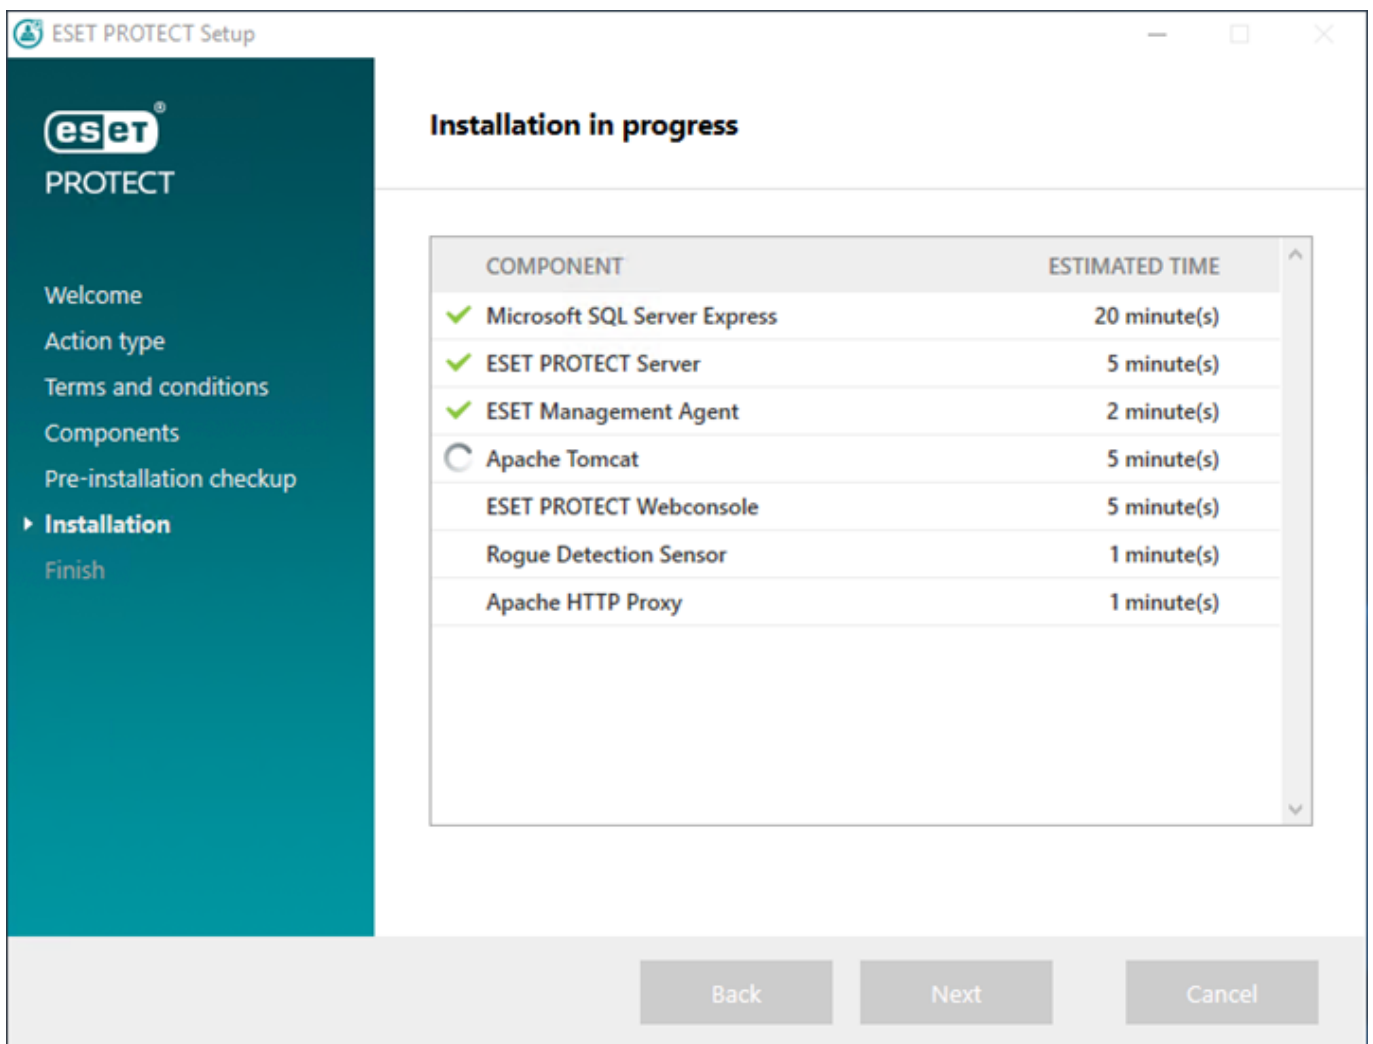 ESET PROTECT Setup
eseT®
PROTECT
Welcome
Action type
Terms and conditions
Components
Pre-installation checkup
Installation
Finish
Installation in progress
COMPONENT ESTIMATED TIME
Microsoft SQL Server Express 20 minute(s)
ESET PROTECT Server 5 minute(s)
ESET Management Agent 2 minute(s)
Apache Tomcat 5 minute(s)
ESET PROTECT Webconsole 5 minute(s)
Rogue Detection Sensor 1 minute(s)
Apache HTTP Proxy 1 minute(s)
Back Next Cancel